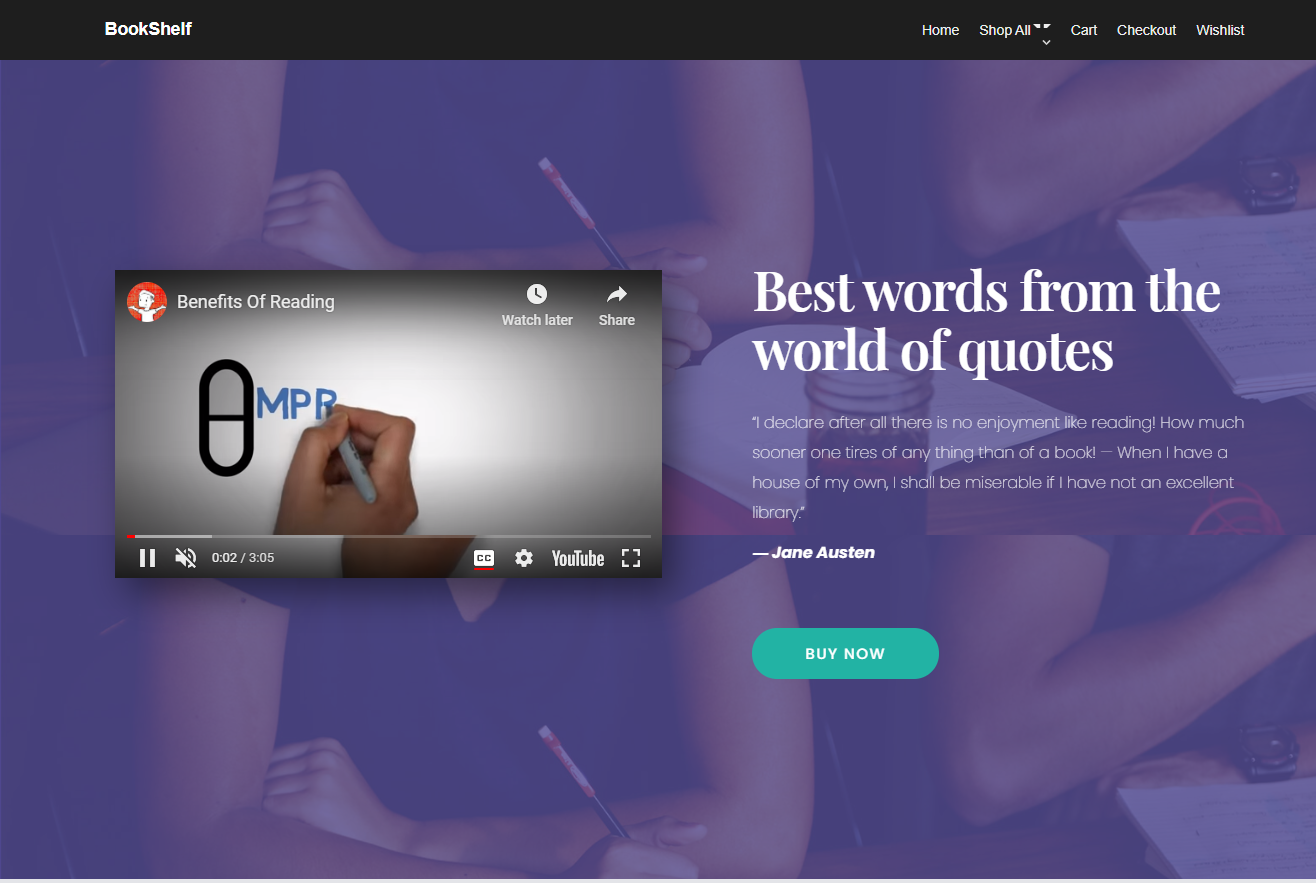 BookShelf
Home Shop All Cart Checkout Wishlist
Benefits Of Reading
Watch later Share
MPR
0:02 / 3:05 CC YouTube
Best words from the
world of quotes
“I declare after all there is no enjoyment like reading! How much
sooner one tires of any thing than of a book! — When I have a
house of my own, I shall be miserable if I have not an excellent
library.”
— Jane Austen
BUY NOW